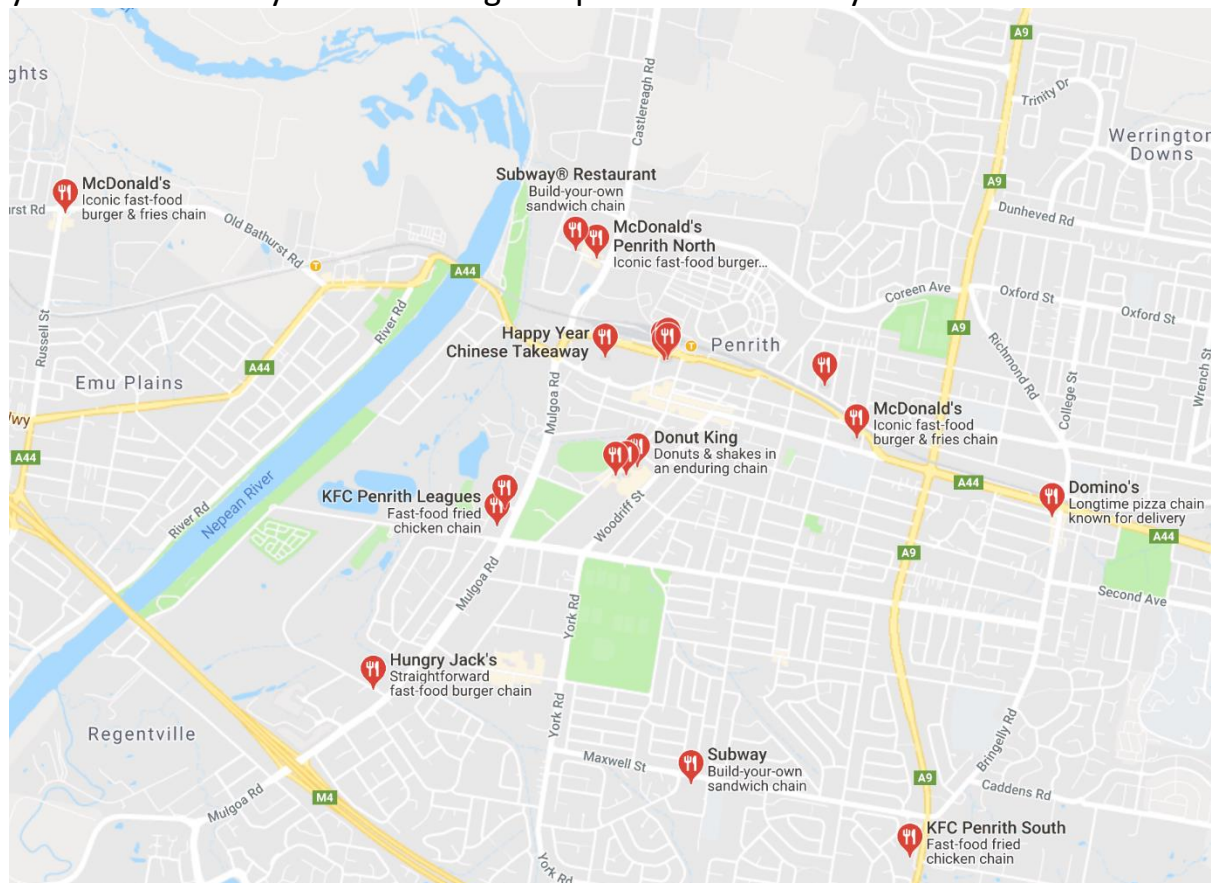 A9
ghts
Castlereagh Rd
Trinity Dr
Werrington
Downs
Subway® Restaurant
Build-your-own
sandwich chain
McDonald's
Iconic fast-food
burger & fries chain
A9
urst Rd
Old Bathurst Rd
Dunheved Rd
McDonald's
Penrith North
Iconic fast-food burger...
A44
Coreen Ave
Oxford St
Oxford St
River Rd
Happy Year
Chinese Takeaway
Penrith
A9
Russell St
Richmond Rd
College St
Wrench St
A44
Emu Plains
Mulgoa Rd
wy
McDonald's
Iconic fast-food
burger & fries chain
Donut King
Donuts & shakes in
an enduring chain
A44
KFC Penrith Leagues
Fast-food fried
chicken chain
Woodriff St
A44
Domino's
Longtime pizza chain
known for delivery
River Rd
Nepean River
A44
A9
Mulgoa Rd
York Rd
Second Ave
Hungry Jack's
Straightforward
fast-food burger chain
Regentville
York Rd
Maxwell St
Subway
Build-your-own
sandwich chain
Bringelly Rd
M4
Mulgoa Rd
A9
Caddens Rd
KFC Penrith South
Fast-food fried
chicken chain
York Rd